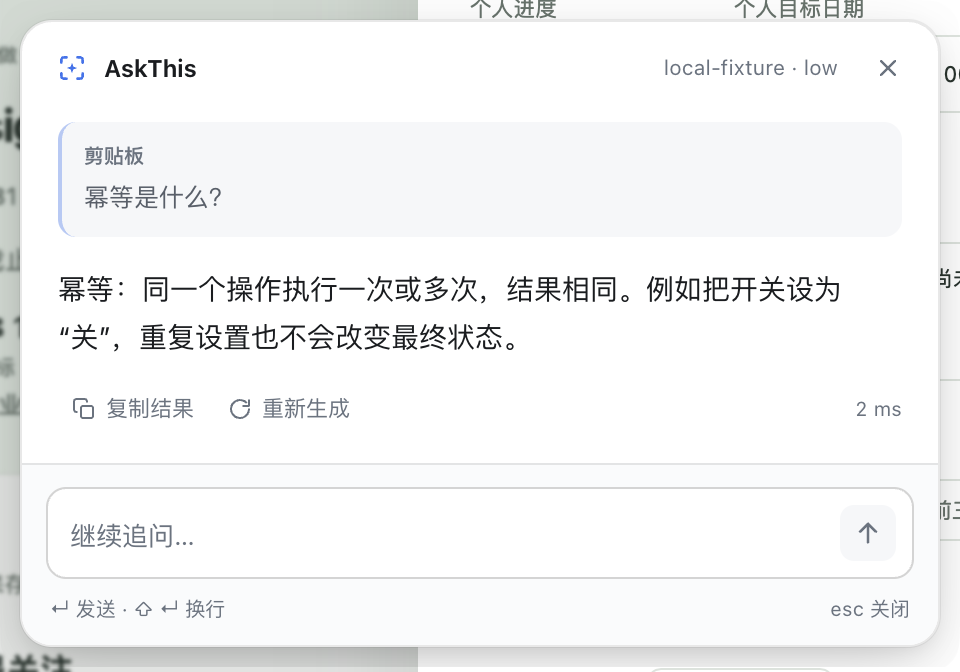 个人进度
个人目标日期
AskThis
local-fixture · low
剪贴板
幂等是什么?
幂等：同一个操作执行一次或多次，结果相同。例如把开关设为
“关”，重复设置也不会改变最终状态。
复制结果
重新生成
2 ms
继续追问...
↵ 发送 · ⇧ ↵ 换行
esc 关闭